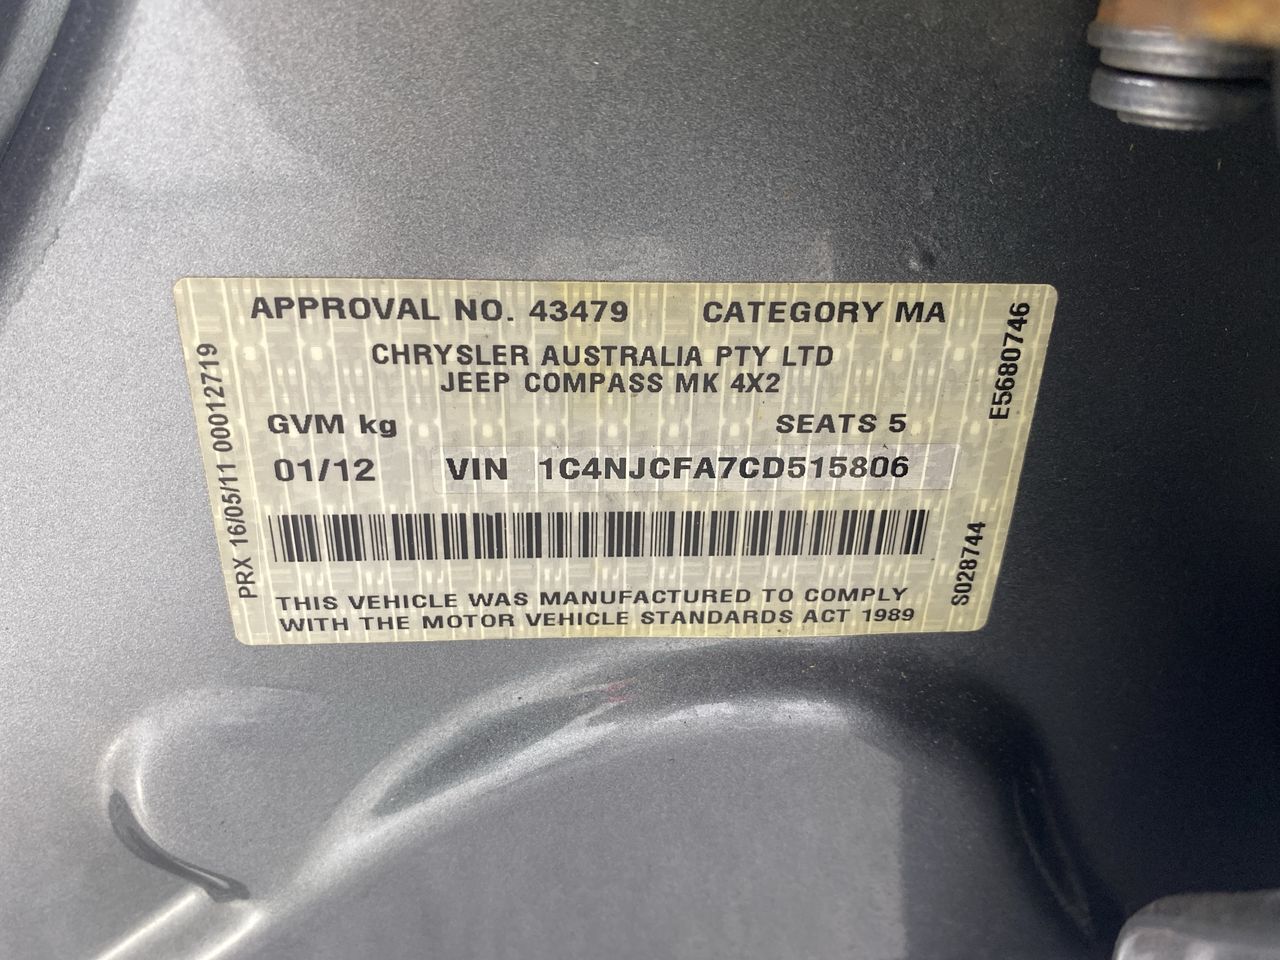 APPROVAL NO. 43479 CATEGORY MA
CHRYSLER AUSTRALIA PTY LTD
JEEP COMPASS MK 4X2
GVM kg SEATS 5
01/12 VIN 1C4NJCFA7CD515806
THIS VEHICLE WAS MANUFACTURED TO COMPLY
WITH THE MOTOR VEHICLE STANDARDS ACT 1989
PRX 16/05/11 00012719
E5680746
S028744